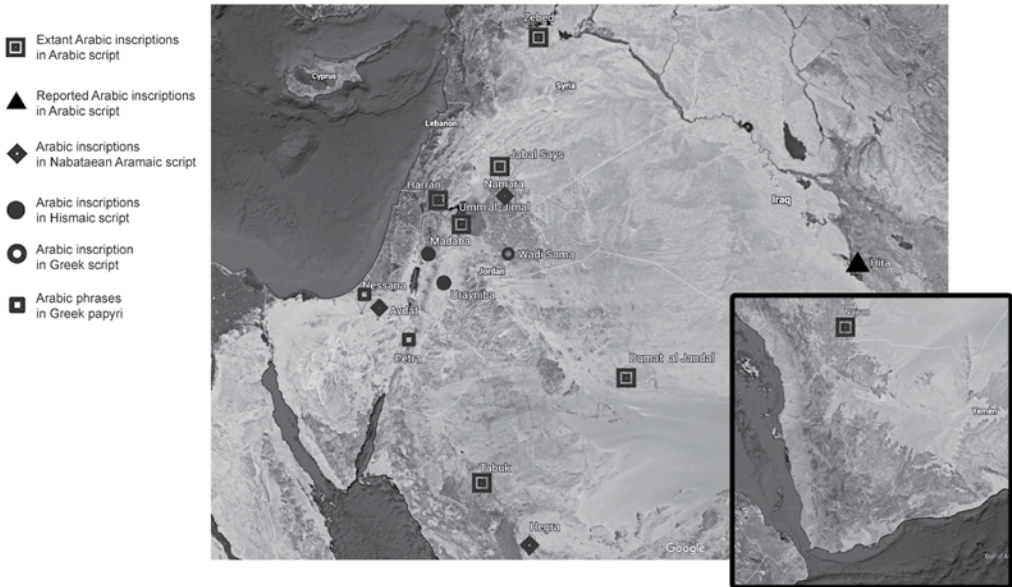 Extant Arabic inscriptions
in Arabic script
Reported Arabic inscriptions
in Arabic script
Arabic inscriptions
in Nabataean Aramaic script
Arabic inscriptions
in Hismaic script
Arabic inscription
in Greek script
Arabic phrases
in Greek papyri
Zebed
Cyprus
Syria
Lebanon
Jabal Says
Harran
Namara
Umm al-Jimal
Iraq
Madaba
Wadi Sama
Hira
Jordan
Nessana
Urayniba
Avdat
Petra
Najran
Dumat al Jandal
Yemen
Tabuk
Hegra
Google